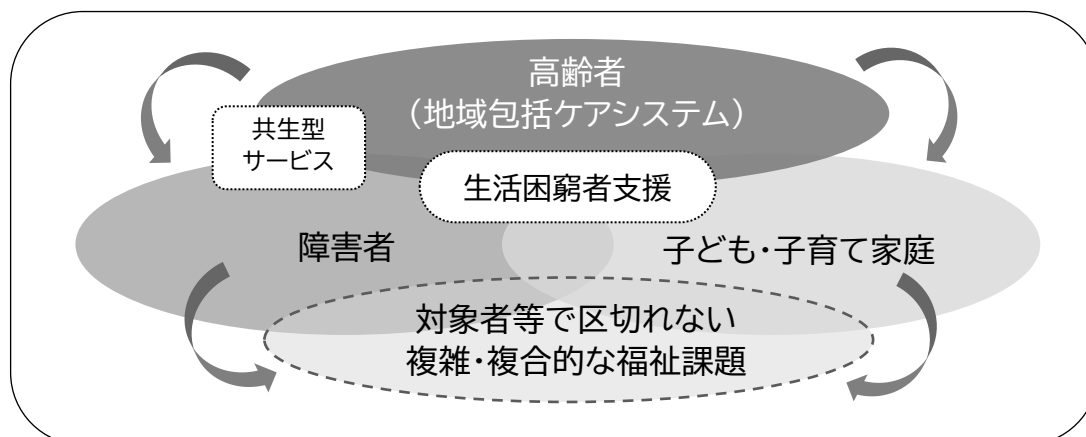 高齢者
（地域包括ケアシステム）
共生型
サービス
生活困窮者支援
障害者
子ども・子育て家庭
対象者等で区切れない
複雑・複合的な福祉課題